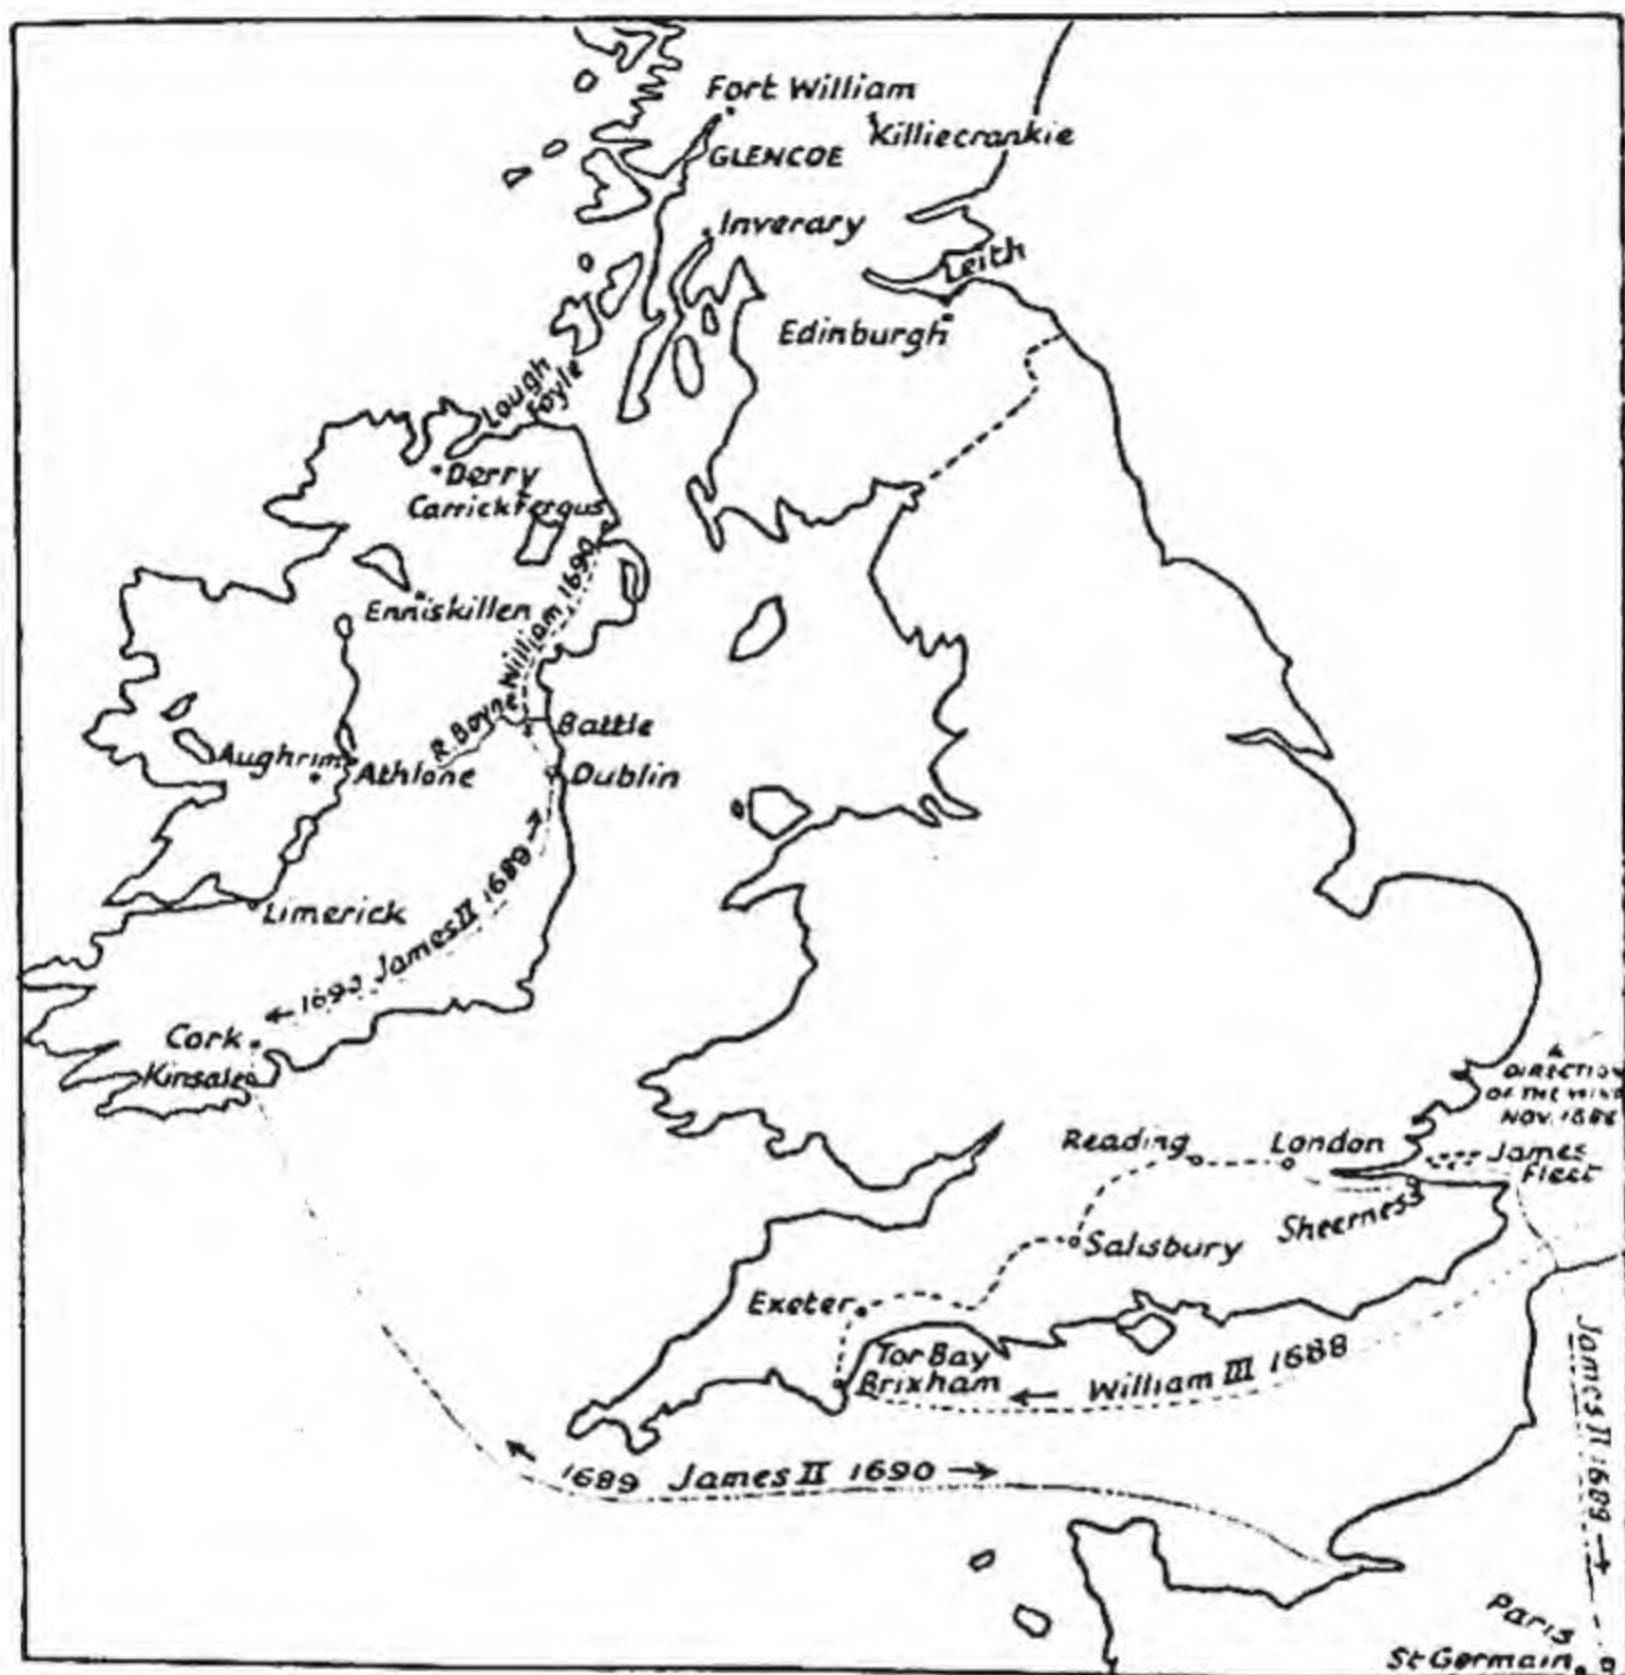 Fort William
Killiecrankie
GLENCOE
Inverary
Leith
Edinburgh
Lough
Foyle
Derry
Carrickfergus
William 1690
Enniskillen
R. Boyne
Battle
Aughrim
Athlone
Dublin
Limerick
← 1690 James II 1689 →
Cork
Kinsale
DIRECTION
OF THE WIND
NOV. 1688
James
Fleet
Reading
London
Sheerness
Salisbury
Exeter
Tor Bay
Brixham
← William III 1688
1689 James II 1690 →
James II 1689 →
Paris
St Germain